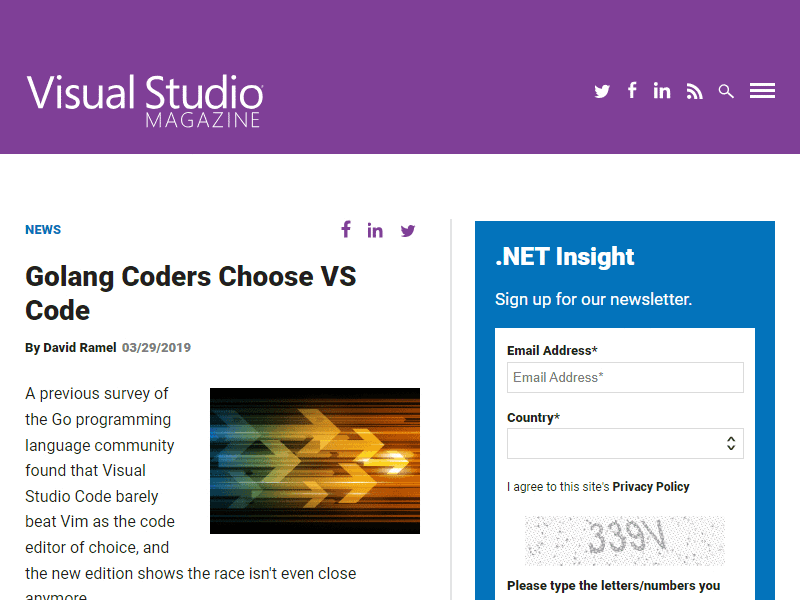 Visual Studio
MAGAZINE
NEWS
Golang Coders Choose VS
Code
By David Ramel 03/29/2019
A previous survey of
the Go programming
language community
found that Visual
Studio Code barely
beat Vim as the code
editor of choice, and
the new edition shows the race isn't even close
anymore.
.NET Insight
Sign up for our newsletter.
Email Address*
Email Address*
Country*
I agree to this site's Privacy Policy
Please type the letters/numbers you